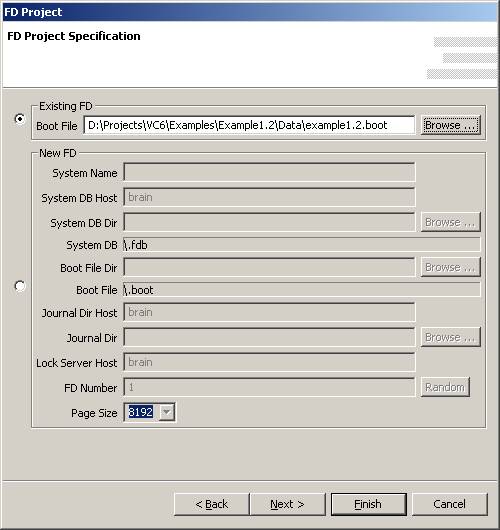 FD Project
FD Project Specification
Existing FD
Boot File D:\Projects\VC6\Examples\Example1.2\Data\example1.2.boot Browse ...
New FD
System Name
System DB Host brain
System DB Dir Browse ...
System DB \.fdb
Boot File Dir Browse ...
Boot File \.boot
Journal Dir Host brain
Journal Dir Browse ...
Lock Server Host brain
FD Number 1 Random
Page Size 8192
< Back Next > Finish Cancel